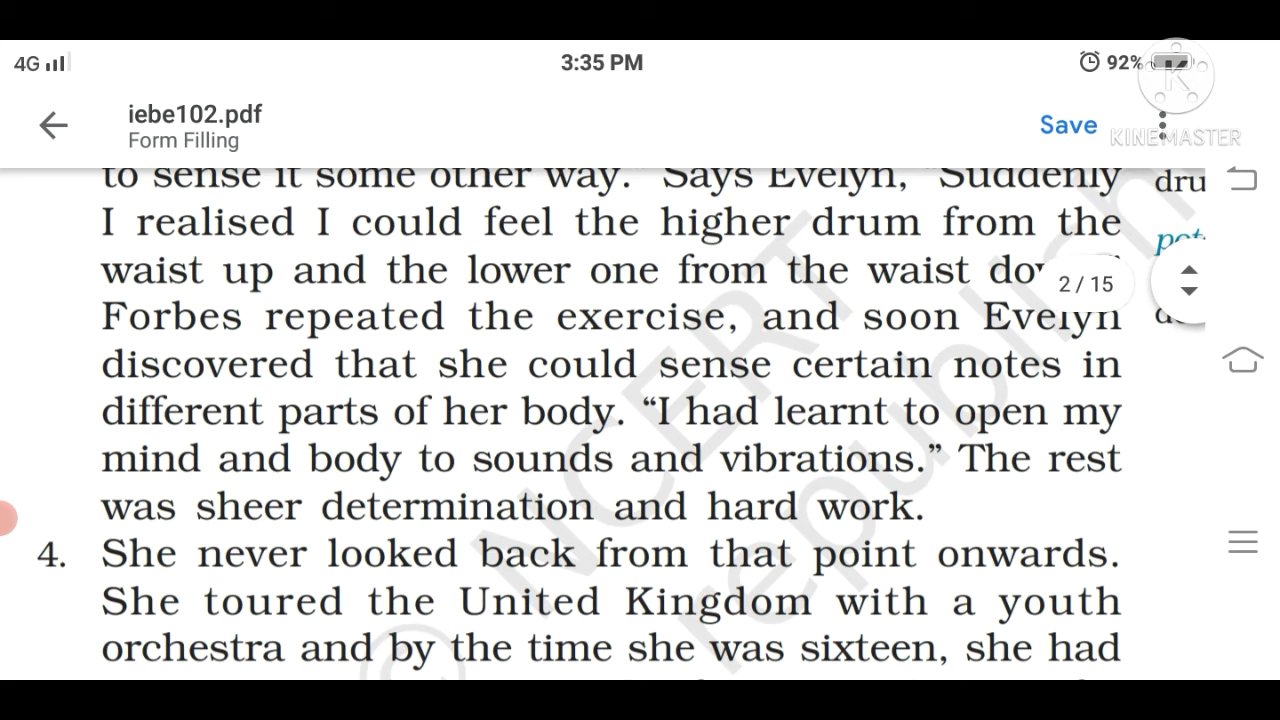 4G
3:35 PM
92%
iebe102.pdf
Form Filling
Save
KINEMASTER
to sense it some other way. Says Evelyn, "Suddenly
I realised I could feel the higher drum from the
waist up and the lower one from the waist
2 / 15
Forbes repeated the exercise, and soon Evelyn
discovered that she could sense certain notes in
different parts of her body. “I had learnt to open my
mind and body to sounds and vibrations.” The rest
was sheer determination and hard work.
4. She never looked back from that point onwards.
She toured the United Kingdom with a youth
orchestra and by the time she was sixteen, she had
dru
© NCERT
republish